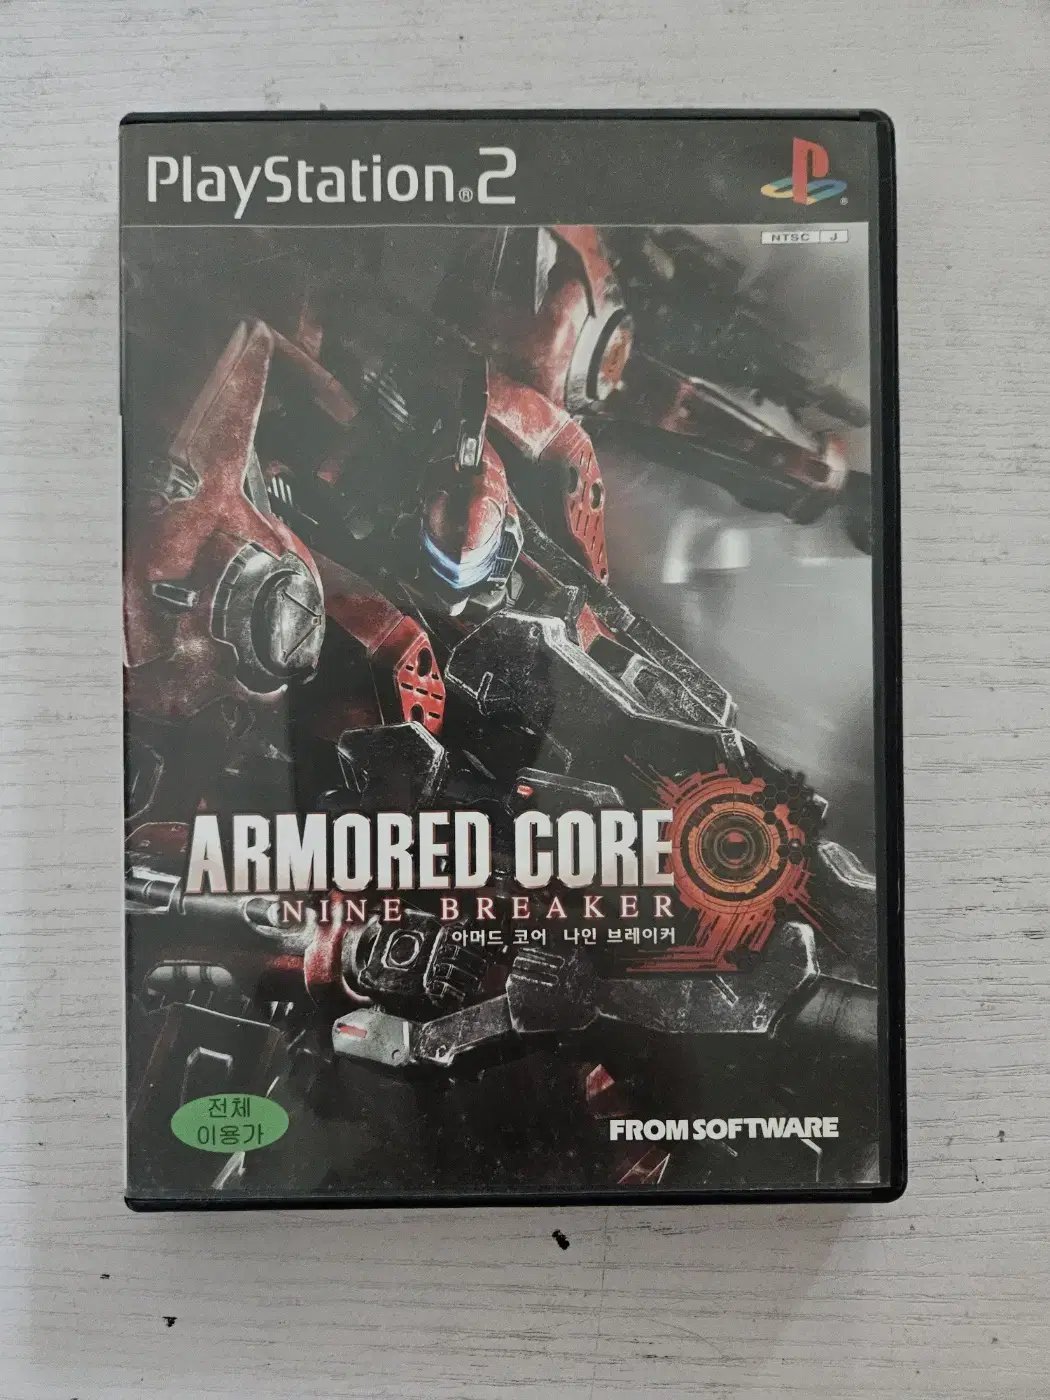 PlayStation®2
NTSC J
ARMORED CORE
NINE BREAKER
아머드 코어 나인 브레이커
전체
이용가
FROM SOFTWARE